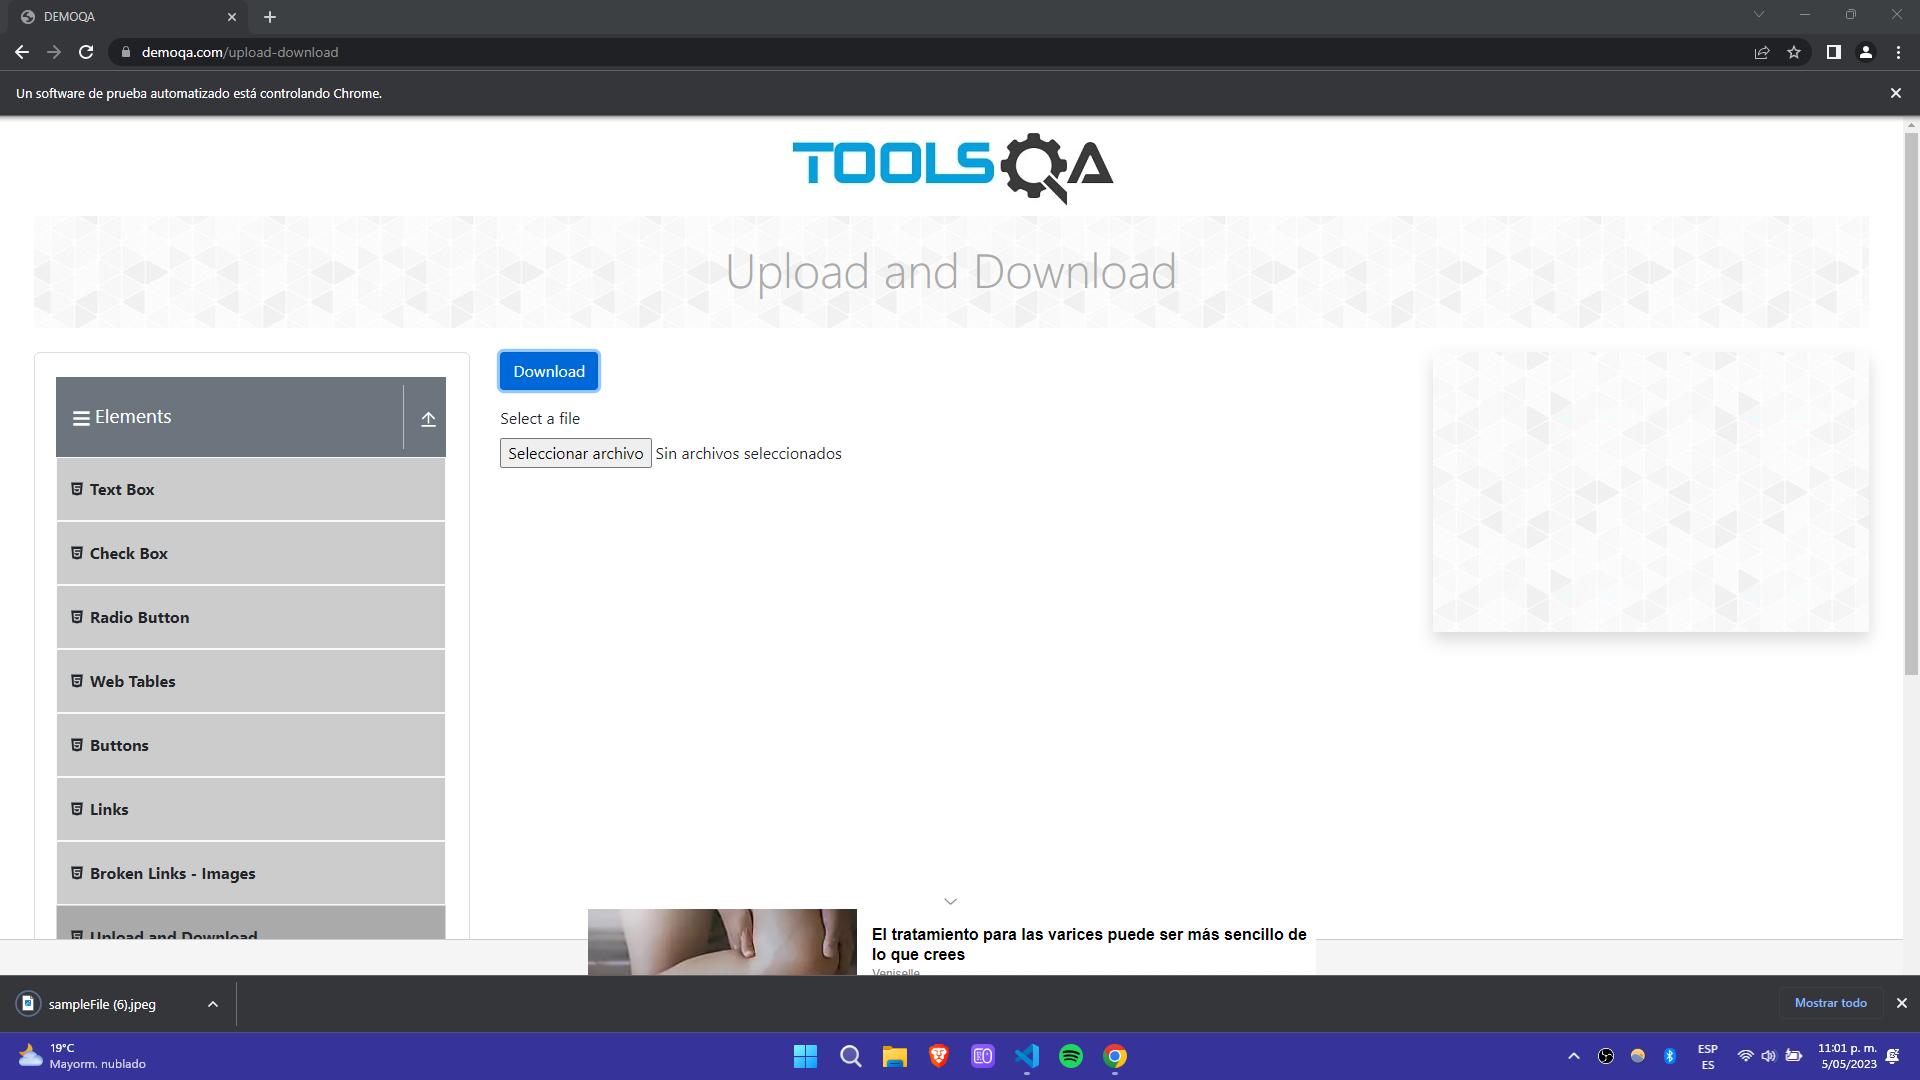 DEMOQA
demoqa.com/upload-download
Un software de prueba automatizado está controlando Chrome.
TOOLSQA
Upload and Download
Download
Elements
Select a file
Seleccionar archivo Sin archivos seleccionados
Text Box
Check Box
Radio Button
Web Tables
Buttons
Links
Broken Links - Images
Upload and Download
El tratamiento para las varices puede ser más sencillo de
lo que crees
Veniselle
sampleFile (6).jpeg
Mostrar todo
19°C
Mayorm. nublado
ESP
ES
11:01 p. m.
5/05/2023